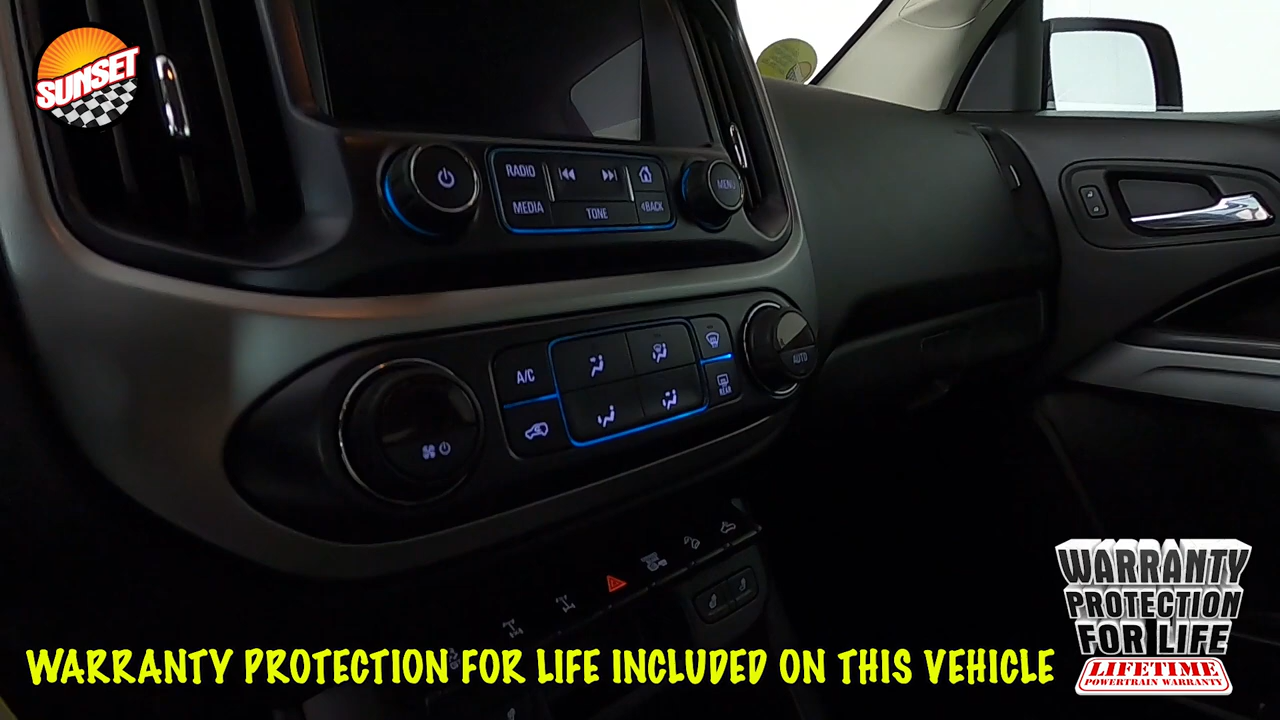 SUNSET
RADIO
MEDIA
TONE
BACK
MENU
A/C
REAR
AUTO
WARRANTY
PROTECTION
FOR LIFE
LIFETIME
POWERTRAIN WARRANTY
WARRANTY PROTECTION FOR LIFE INCLUDED ON THIS VEHICLE